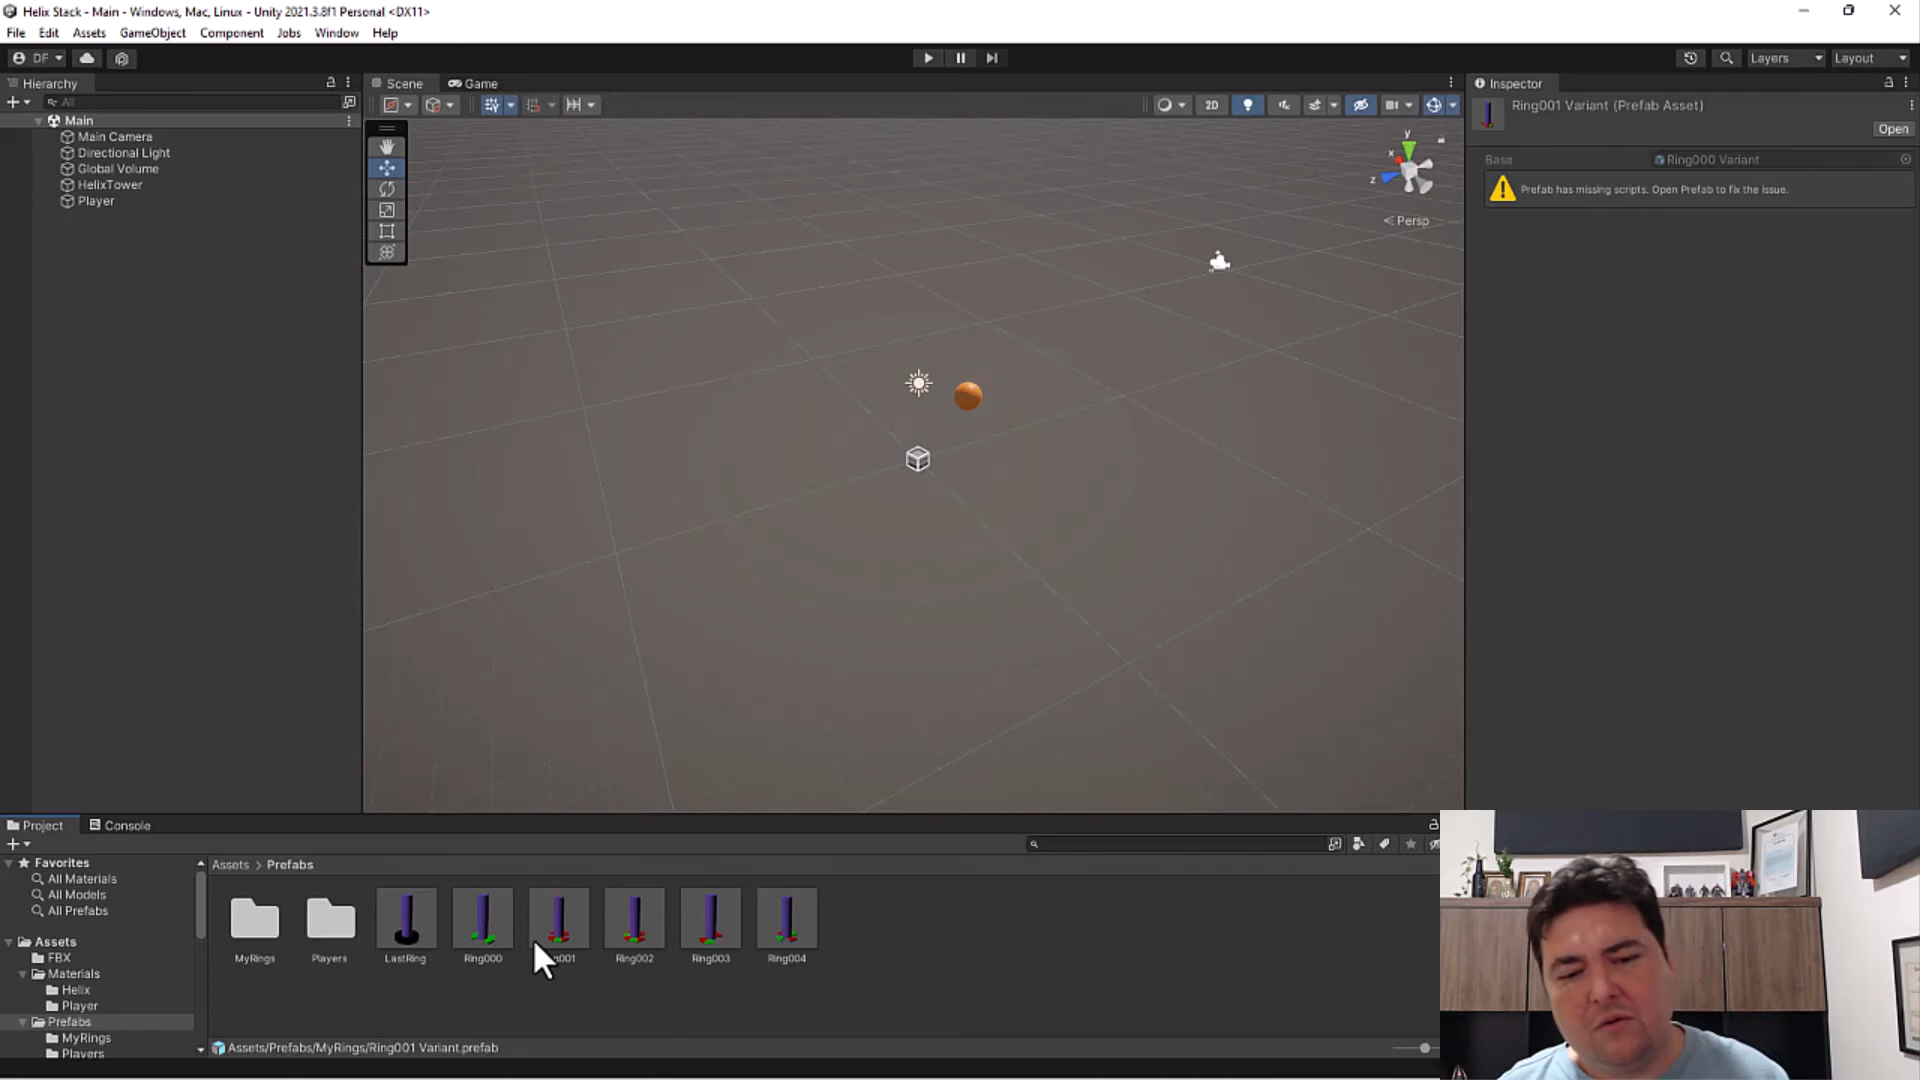 Helix Stack - Main - Windows, Mac, Linux - Unity 2021.3.8f1 Personal <DX11>
File Edit Assets GameObject Component Jobs Window Help
DF
Layers
Layout
Hierarchy
All
Main
Main Camera
Directional Light
Global Volume
HelixTower
Player
Scene
Game
2D
y
x
z
Persp
Inspector
Ring001 Variant (Prefab Asset)
Open
Base
Ring000 Variant
Prefab has missing scripts. Open Prefab to fix the issue.
Project
Console
Favorites
All Materials
All Models
All Prefabs
Assets
FBX
Materials
Helix
Player
Prefabs
MyRings
Players
Assets > Prefabs
MyRings
Players
LastRing
Ring000
001
Ring002
Ring003
Ring004
Assets/Prefabs/MyRings/Ring001 Variant.prefab